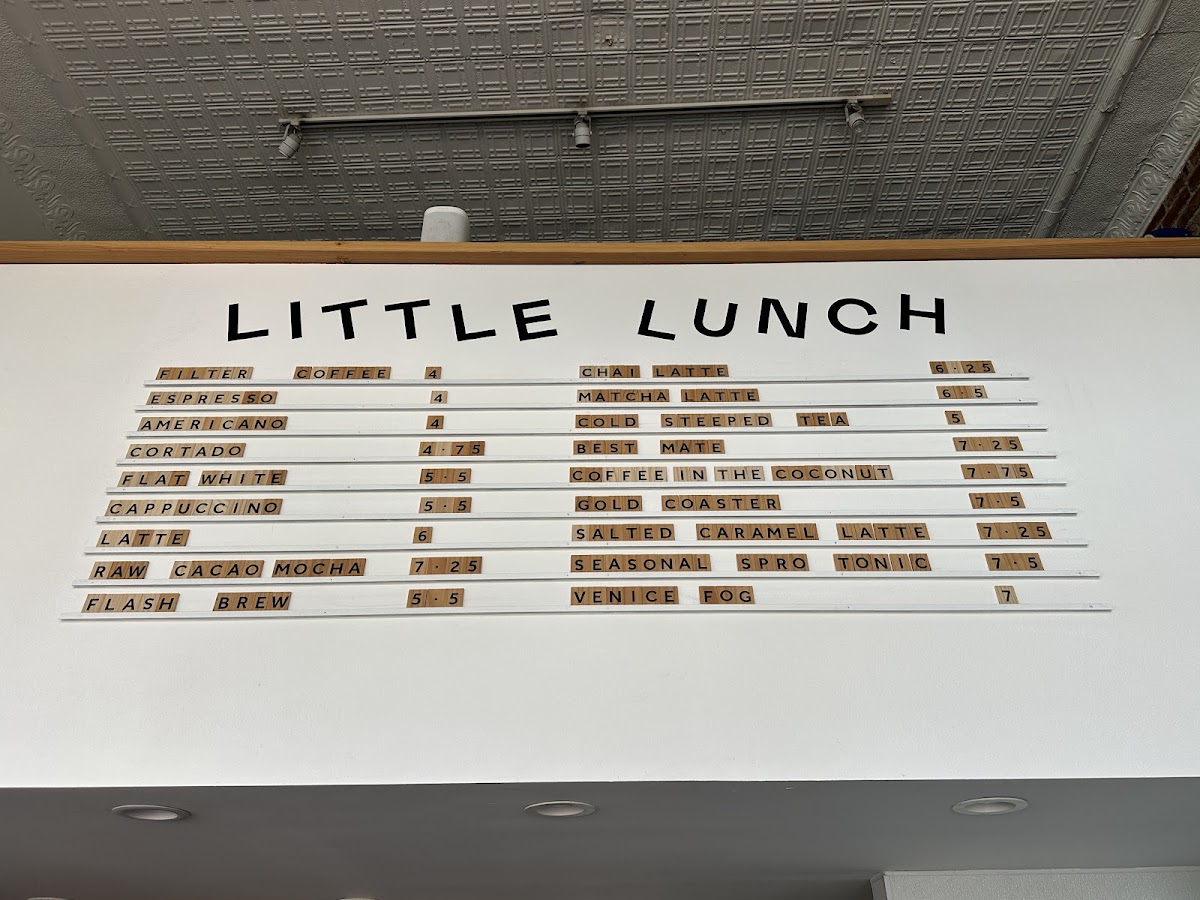 LITTLE LUNCH
FILTER COFFEE 4
ESPRESSO 4
AMERICANO 4
CORTADO 4.75
FLAT WHITE 5.5
CAPPUCCINO 5.5
LATTE 6
RAW CACAO MOCHA 7.25
FLASH BREW 5.5
CHAI LATTE 6.25
MATCHA LATTE 6.5
COLD STEEPED TEA 5
BEST MATE 7.25
COFFEE IN THE COCONUT 7.75
GOLD COASTER 7.5
SALTED CARAMEL LATTE 7.25
SEASONAL SPRO TONIC 7.5
VENICE FOG 7